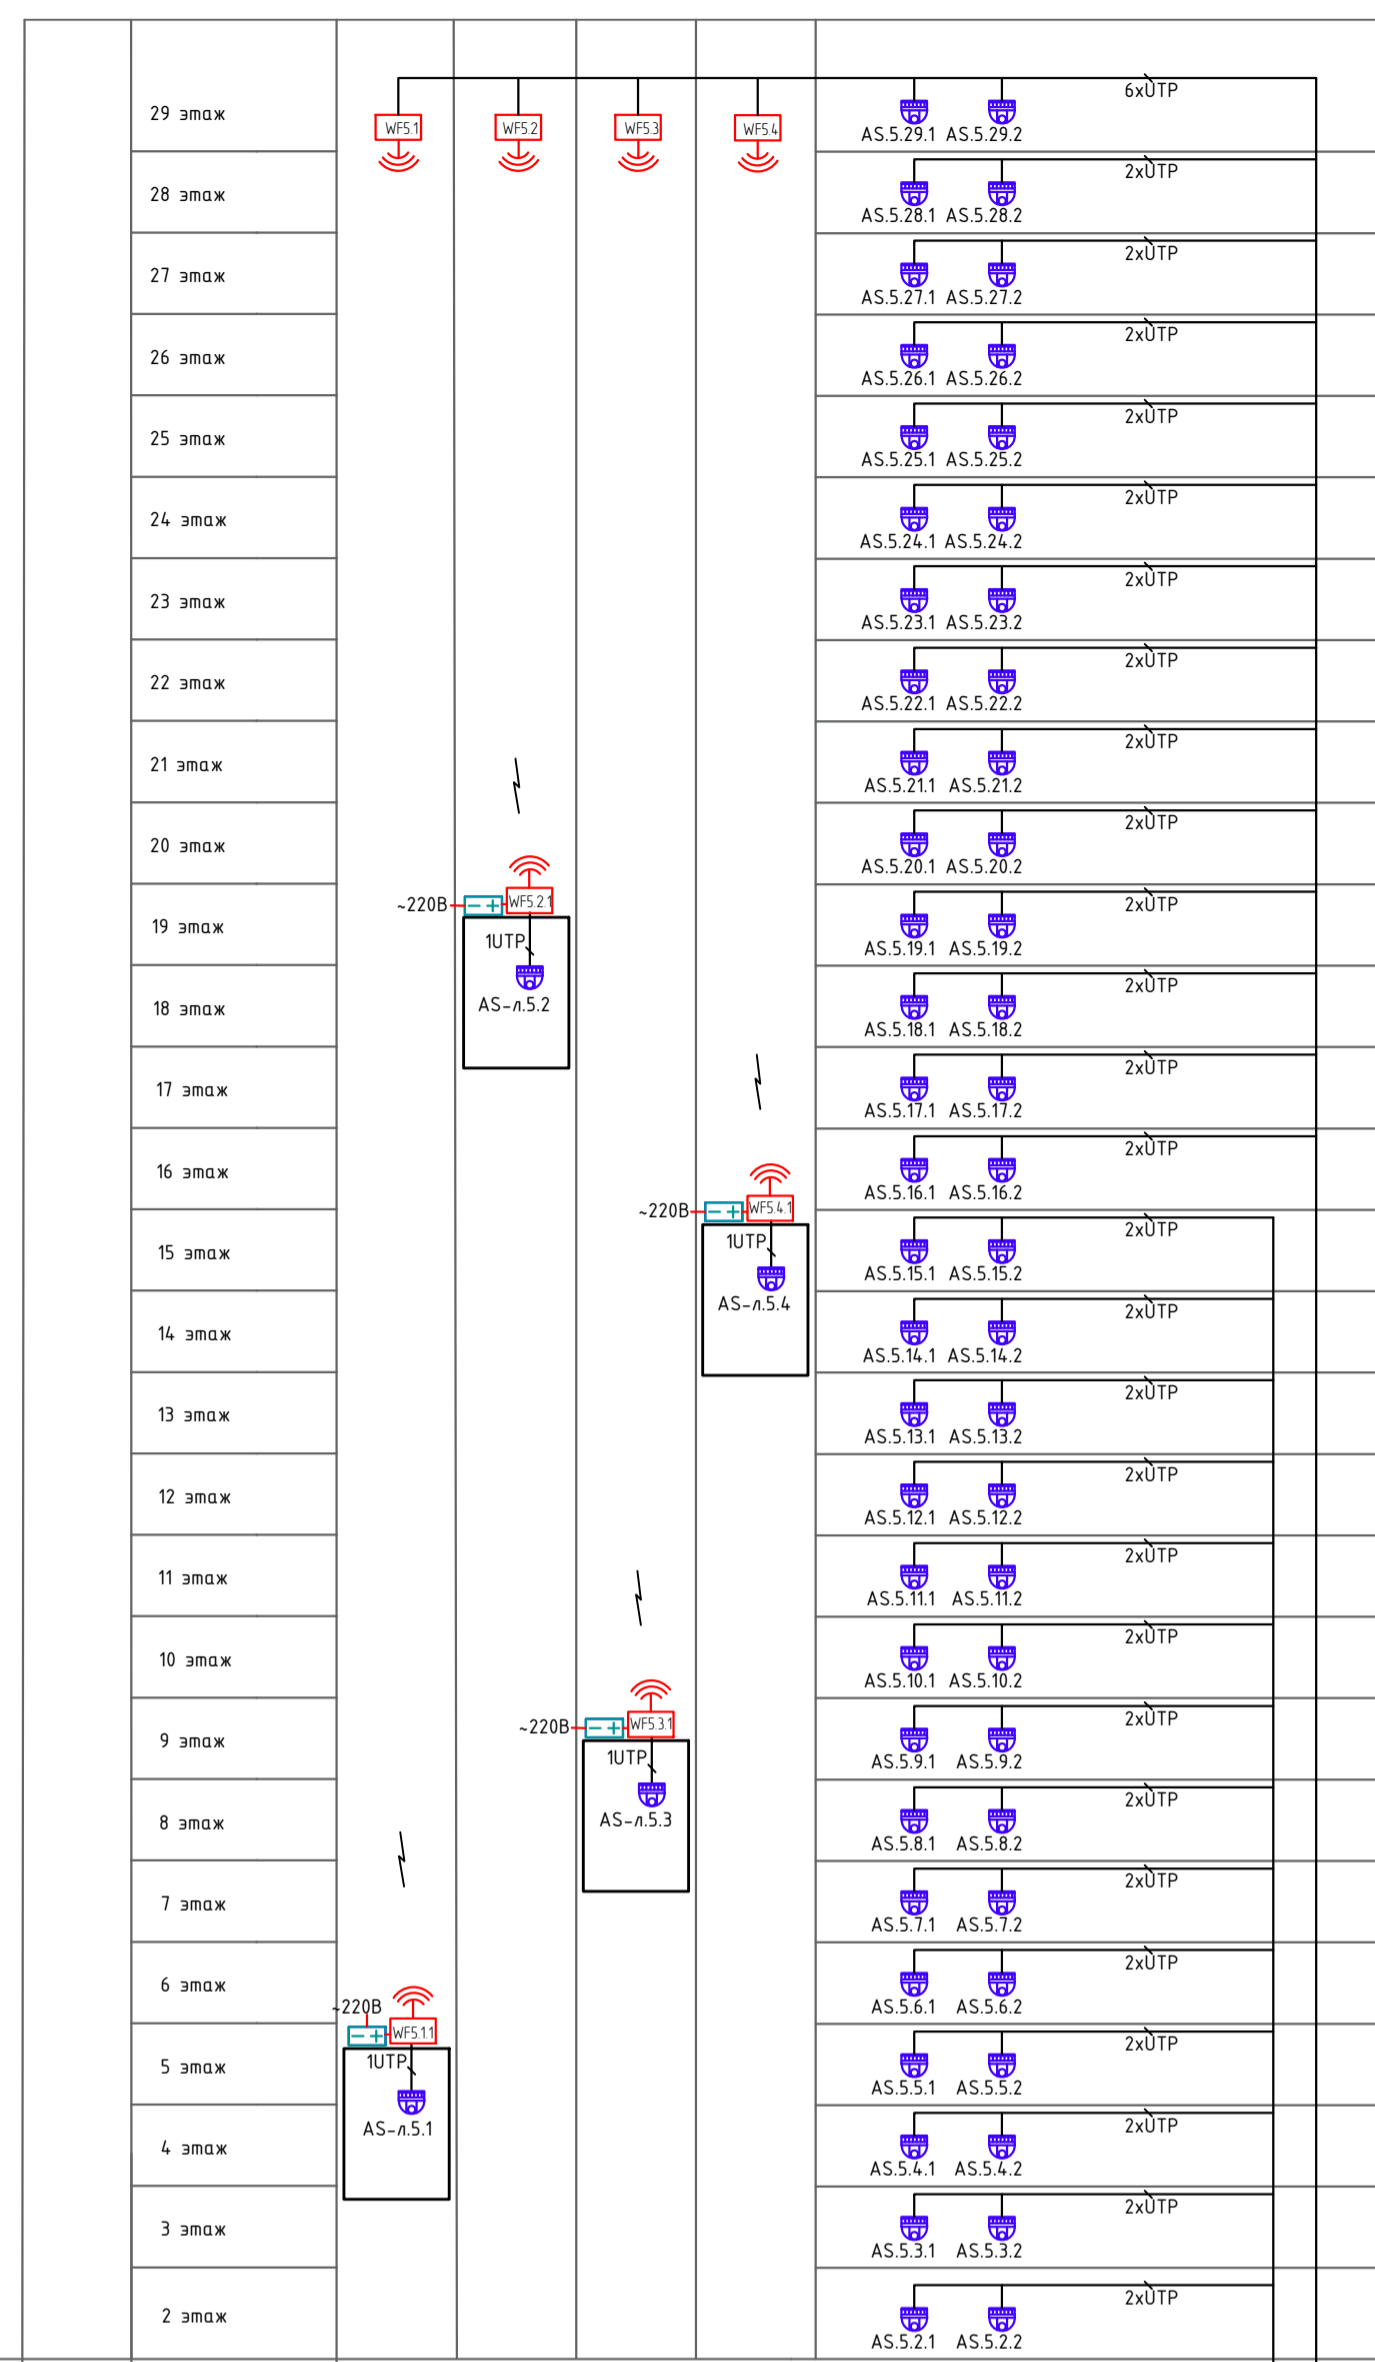 6xUTP
29 этаж
WF5.1 WF5.2 WF5.3 WF5.4
AS.5.29.1 AS.5.29.2
2xUTP
28 этаж
AS.5.28.1 AS.5.28.2
2xUTP
27 этаж
AS.5.27.1 AS.5.27.2
2xUTP
26 этаж
AS.5.26.1 AS.5.26.2
2xUTP
25 этаж
AS.5.25.1 AS.5.25.2
2xUTP
24 этаж
AS.5.24.1 AS.5.24.2
2xUTP
23 этаж
AS.5.23.1 AS.5.23.2
2xUTP
22 этаж
AS.5.22.1 AS.5.22.2
2xUTP
21 этаж
AS.5.21.1 AS.5.21.2
2xUTP
20 этаж
AS.5.20.1 AS.5.20.2
~220В WF5.2.1
2xUTP
19 этаж
1UTP
AS.5.19.1 AS.5.19.2
2xUTP
18 этаж
AS-л.5.2
AS.5.18.1 AS.5.18.2
2xUTP
17 этаж
AS.5.17.1 AS.5.17.2
2xUTP
16 этаж
AS.5.16.1 AS.5.16.2
~220В WF5.4.1
2xUTP
15 этаж
1UTP
AS.5.15.1 AS.5.15.2
AS-л.5.4
2xUTP
14 этаж
AS.5.14.1 AS.5.14.2
2xUTP
13 этаж
AS.5.13.1 AS.5.13.2
2xUTP
12 этаж
AS.5.12.1 AS.5.12.2
2xUTP
11 этаж
AS.5.11.1 AS.5.11.2
2xUTP
10 этаж
AS.5.10.1 AS.5.10.2
~220В WF5.3.1
2xUTP
9 этаж
1UTP
AS.5.9.1 AS.5.9.2
2xUTP
8 этаж
AS-л.5.3
AS.5.8.1 AS.5.8.2
2xUTP
7 этаж
AS.5.7.1 AS.5.7.2
2xUTP
6 этаж
~220В
AS.5.6.1 AS.5.6.2
WF5.1.1
2xUTP
5 этаж
1UTP
AS.5.5.1 AS.5.5.2
AS-л.5.1
2xUTP
4 этаж
AS.5.4.1 AS.5.4.2
2xUTP
3 этаж
AS.5.3.1 AS.5.3.2
2xUTP
2 этаж
AS.5.2.1 AS.5.2.2